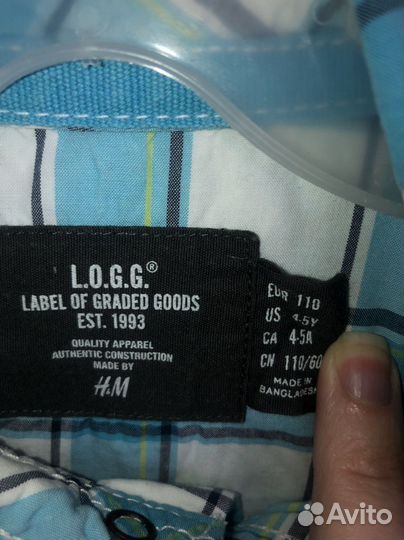 L.O.G.G.®
LABEL OF GRADED GOODS
EST. 1993
QUALITY APPAREL
AUTHENTIC CONSTRUCTION
MADE BY
H&M
EUR 110
US 4-5Y
CA 4-5A
CN 110/60
MADE IN
BANGLADESH
Avito